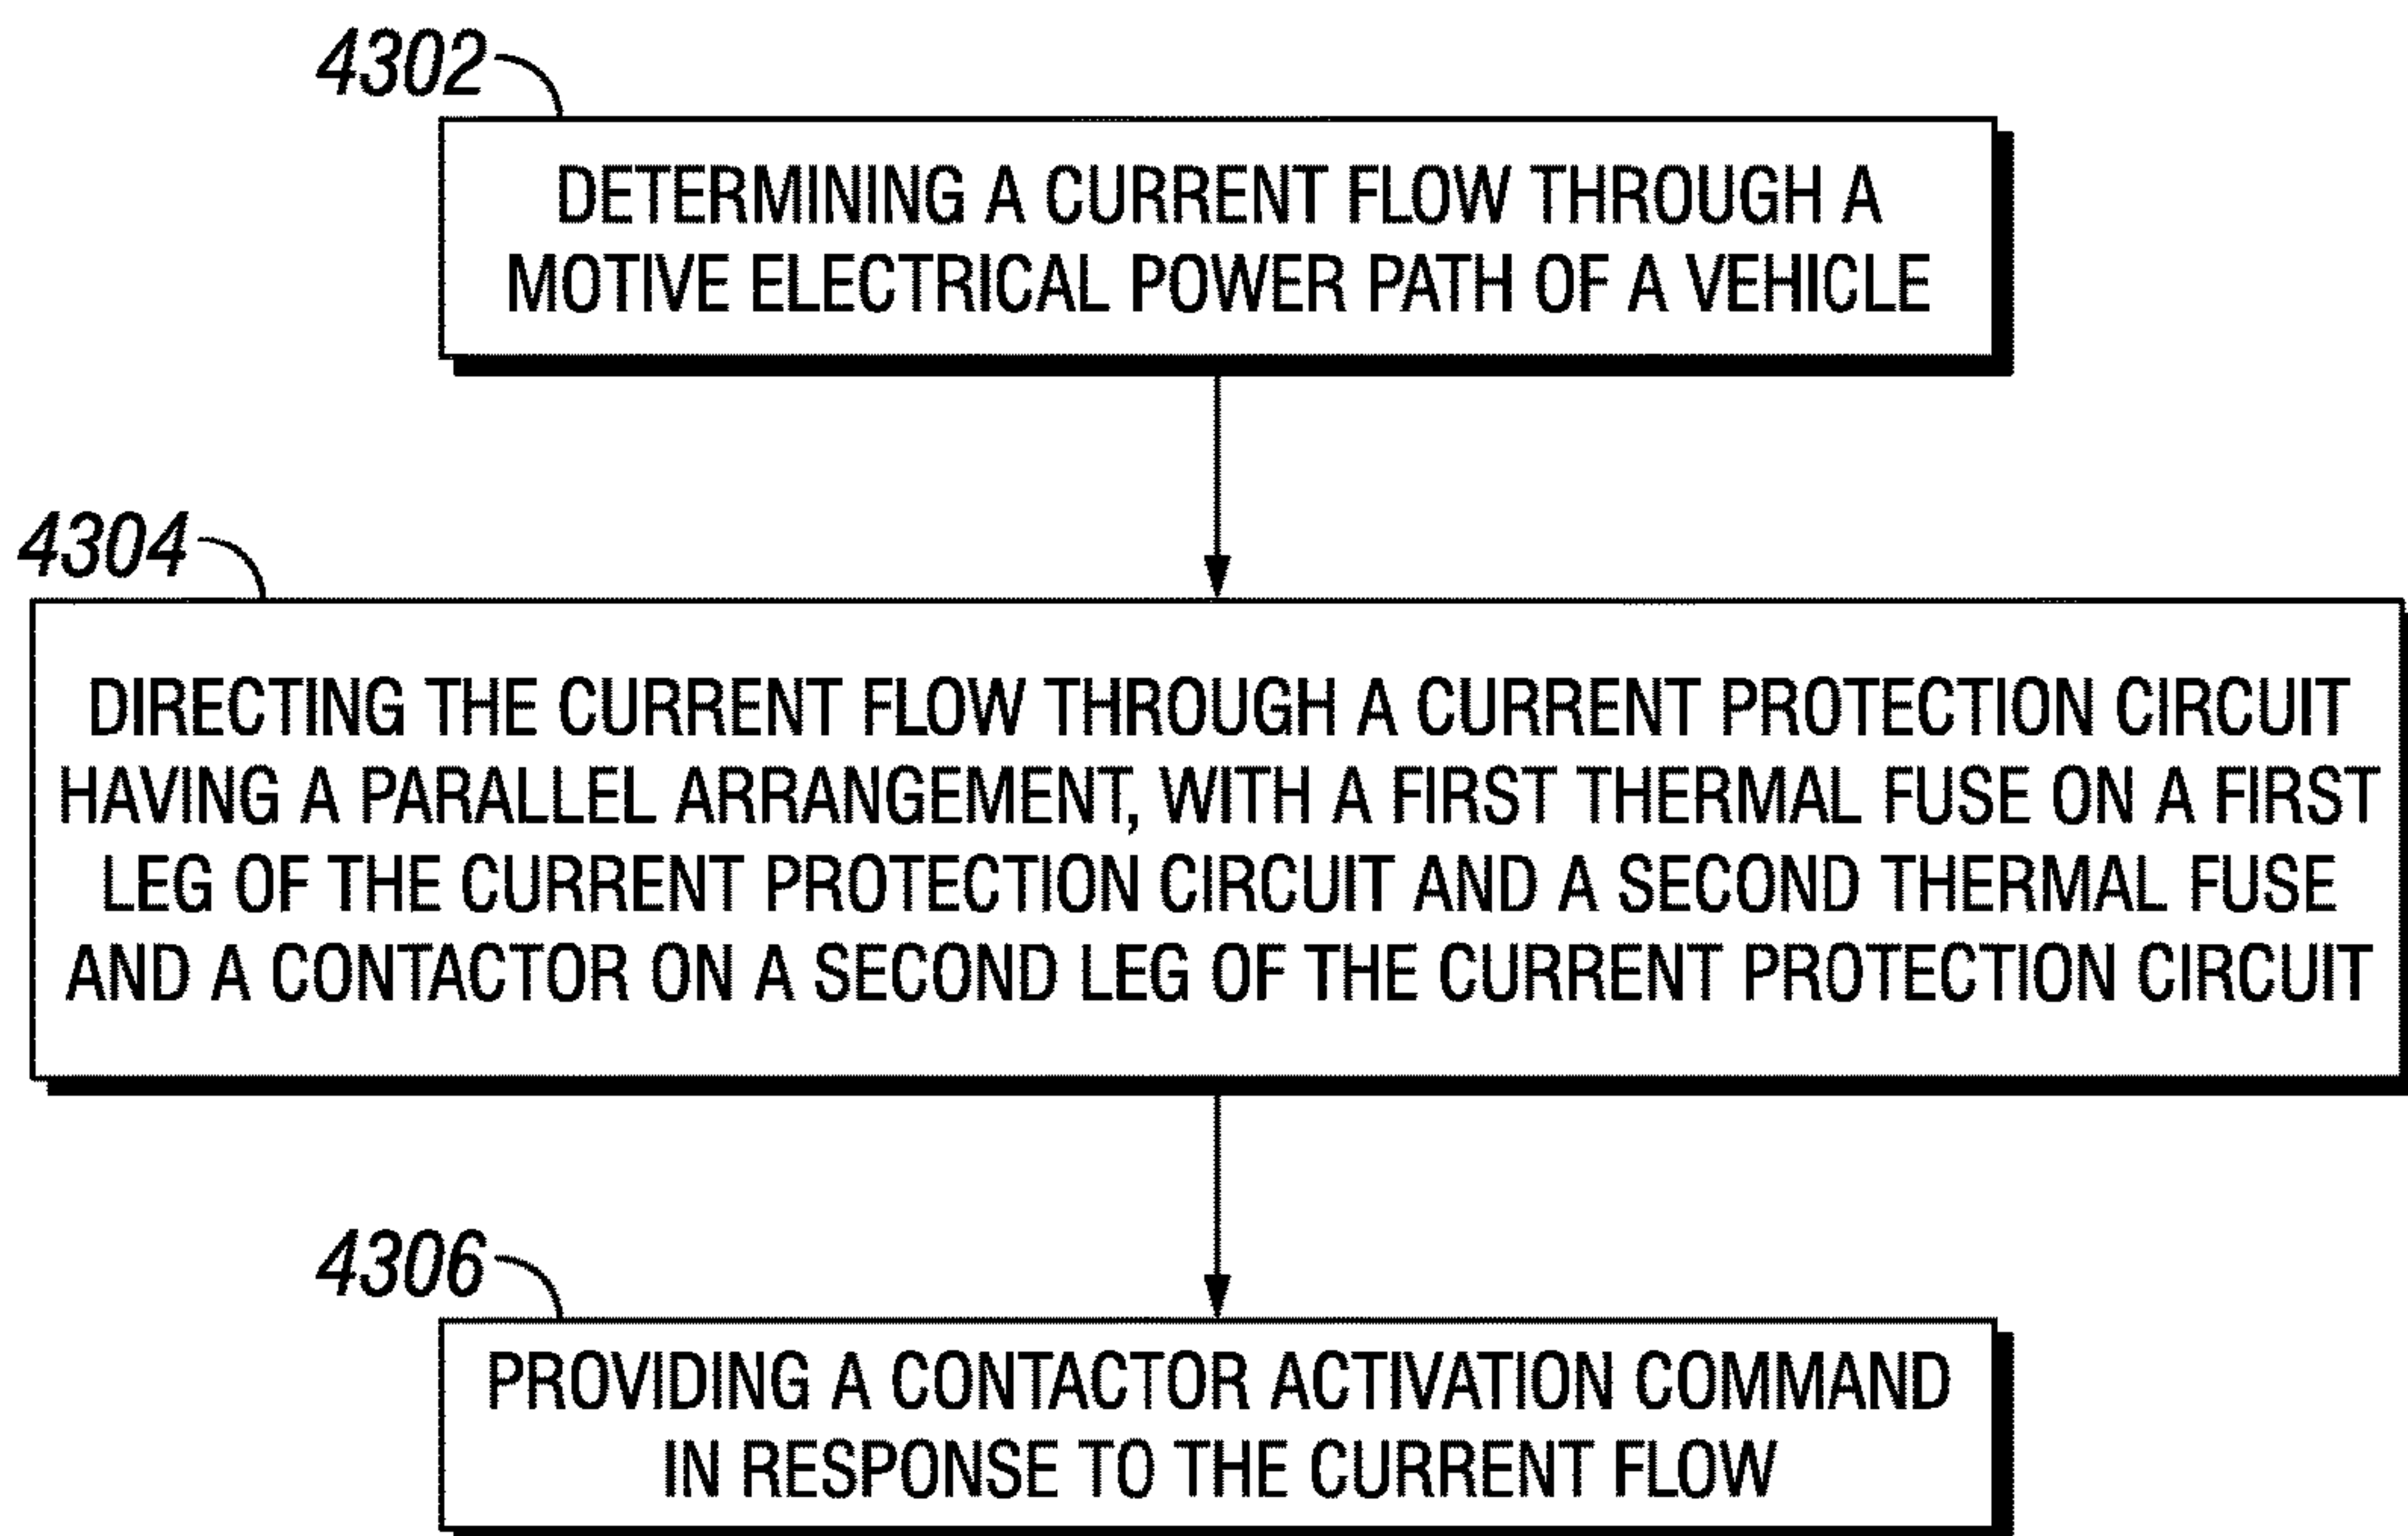 4302
DETERMINING A CURRENT FLOW THROUGH A
MOTIVE ELECTRICAL POWER PATH OF A VEHICLE
4304
DIRECTING THE CURRENT FLOW THROUGH A CURRENT PROTECTION CIRCUIT
HAVING A PARALLEL ARRANGEMENT, WITH A FIRST THERMAL FUSE ON A FIRST
LEG OF THE CURRENT PROTECTION CIRCUIT AND A SECOND THERMAL FUSE
AND A CONTACTOR ON A SECOND LEG OF THE CURRENT PROTECTION CIRCUIT
4306
PROVIDING A CONTACTOR ACTIVATION COMMAND
IN RESPONSE TO THE CURRENT FLOW